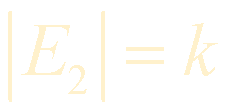 |E₂| = k